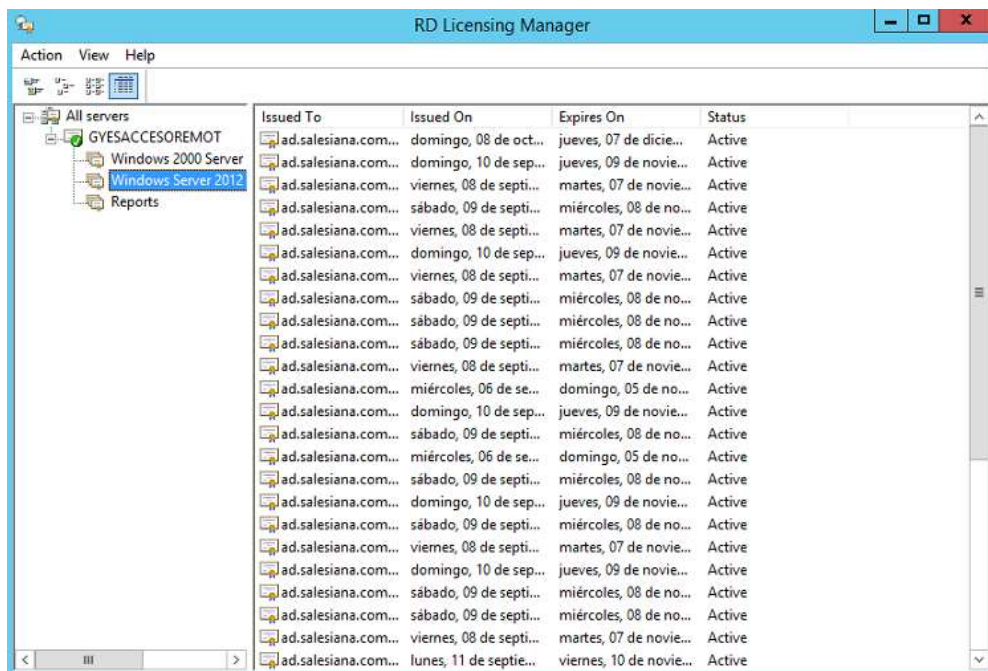 RD Licensing Manager
Action View Help
All servers
GYESACCESOREMOT
Windows 2000 Server
Windows Server 2012
Reports
Issued To Issued On Expires On Status
ad.salesiana.com... domingo, 08 de oct... jueves, 07 de dicie... Active
ad.salesiana.com... domingo, 10 de sep... jueves, 09 de novie... Active
ad.salesiana.com... viernes, 08 de septi... martes, 07 de novie... Active
ad.salesiana.com... sábado, 09 de septi... miércoles, 08 de no... Active
ad.salesiana.com... viernes, 08 de septi... martes, 07 de novie... Active
ad.salesiana.com... domingo, 10 de sep... jueves, 09 de novie... Active
ad.salesiana.com... viernes, 08 de septi... martes, 07 de novie... Active
ad.salesiana.com... sábado, 09 de septi... miércoles, 08 de no... Active
ad.salesiana.com... sábado, 09 de septi... miércoles, 08 de no... Active
ad.salesiana.com... sábado, 09 de septi... miércoles, 08 de no... Active
ad.salesiana.com... viernes, 08 de septi... martes, 07 de novie... Active
ad.salesiana.com... miércoles, 06 de se... domingo, 05 de no... Active
ad.salesiana.com... domingo, 10 de sep... jueves, 09 de novie... Active
ad.salesiana.com... sábado, 09 de septi... miércoles, 08 de no... Active
ad.salesiana.com... miércoles, 06 de se... domingo, 05 de no... Active
ad.salesiana.com... sábado, 09 de septi... miércoles, 08 de no... Active
ad.salesiana.com... domingo, 10 de sep... jueves, 09 de novie... Active
ad.salesiana.com... sábado, 09 de septi... miércoles, 08 de no... Active
ad.salesiana.com... viernes, 08 de septi... martes, 07 de novie... Active
ad.salesiana.com... domingo, 10 de sep... jueves, 09 de novie... Active
ad.salesiana.com... sábado, 09 de septi... miércoles, 08 de no... Active
ad.salesiana.com... sábado, 09 de septi... miércoles, 08 de no... Active
ad.salesiana.com... viernes, 08 de septi... martes, 07 de novie... Active
ad.salesiana.com... lunes, 11 de septie... viernes, 10 de novie... Active